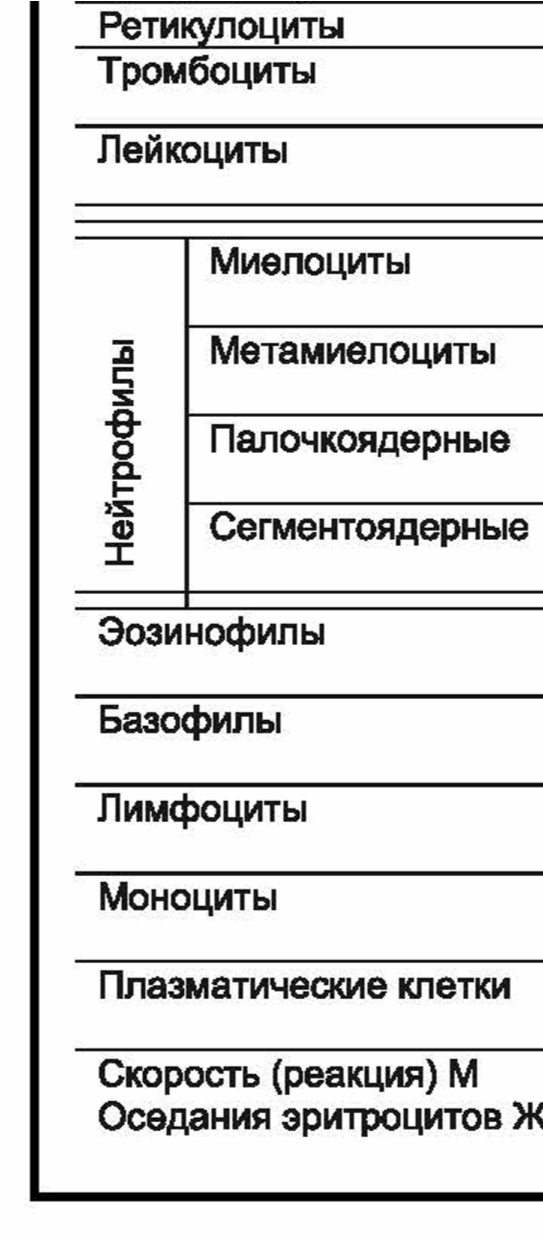 Ретикулоциты
Тромбоциты
Лейкоциты
Нейтрофилы
Миелоциты
Метамиелоциты
Палочкоядерные
Сегментоядерные
Эозинофилы
Базофилы
Лимфоциты
Моноциты
Плазматические клетки
Скорость (реакция) М
Оседания эритроцитов Ж